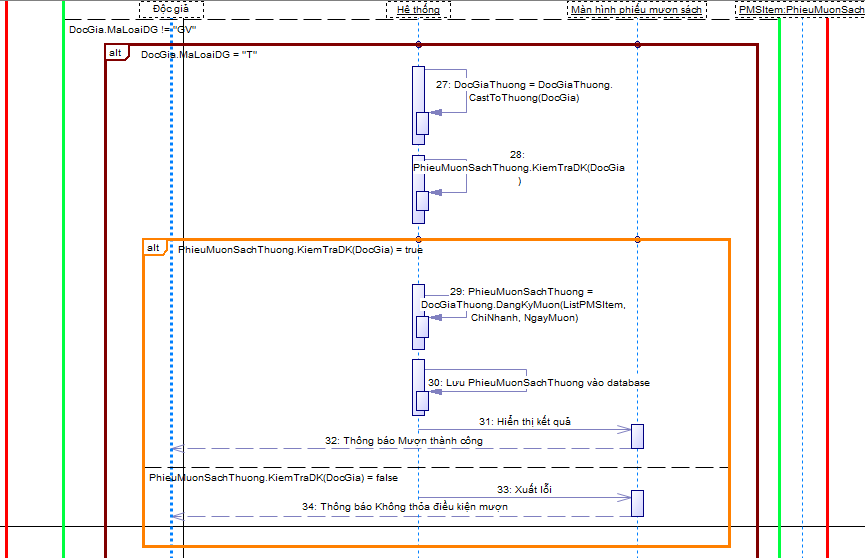 Độc giả
Hệ thống
Màn hình phiếu mượn sách
PMSItem:PhieuMuonSach
DocGia.MaLoaiDG != "GV"
alt
DocGia.MaLoaiDG = "T"
27: DocGiaThuong = DocGiaThuong.
CastToThuong(DocGia)
28:
PhieuMuonSachThuong.KiemTraDK(DocGia
)
alt
PhieuMuonSachThuong.KiemTraDK(DocGia) = true
29: PhieuMuonSachThuong =
DocGiaThuong.DangKyMuon(ListPMSItem,
ChiNhanh, NgayMuon)
30: Lưu PhieuMuonSachThuong vào database
31: Hiển thị kết quả
32: Thông báo Mượn thành công
PhieuMuonSachThuong.KiemTraDK(DocGia) = false
33: Xuất lỗi
34: Thông báo Không thỏa điều kiện mượn